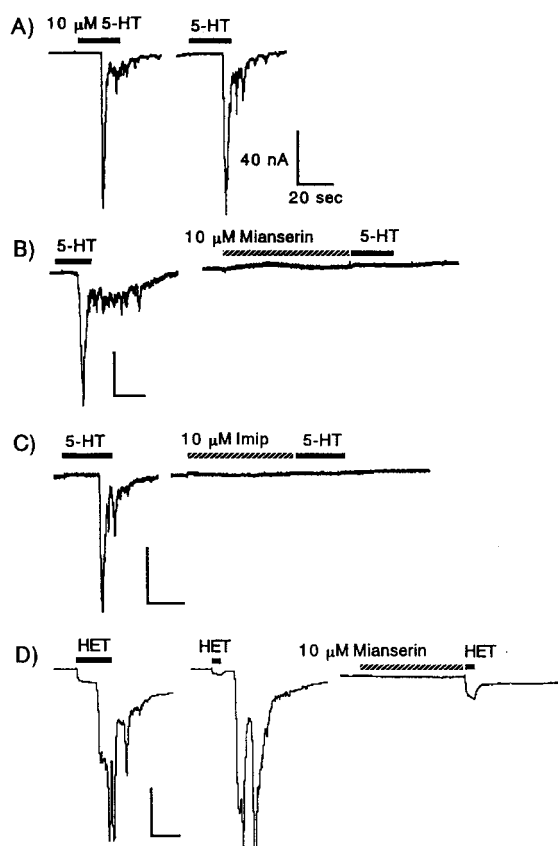 A)
10 μM 5-HT
5-HT
40 nA
20 sec
B)
5-HT
10 μM Mianserin
5-HT
C)
5-HT
10 μM Imip
5-HT
D)
HET
HET
10 μM Mianserin
HET